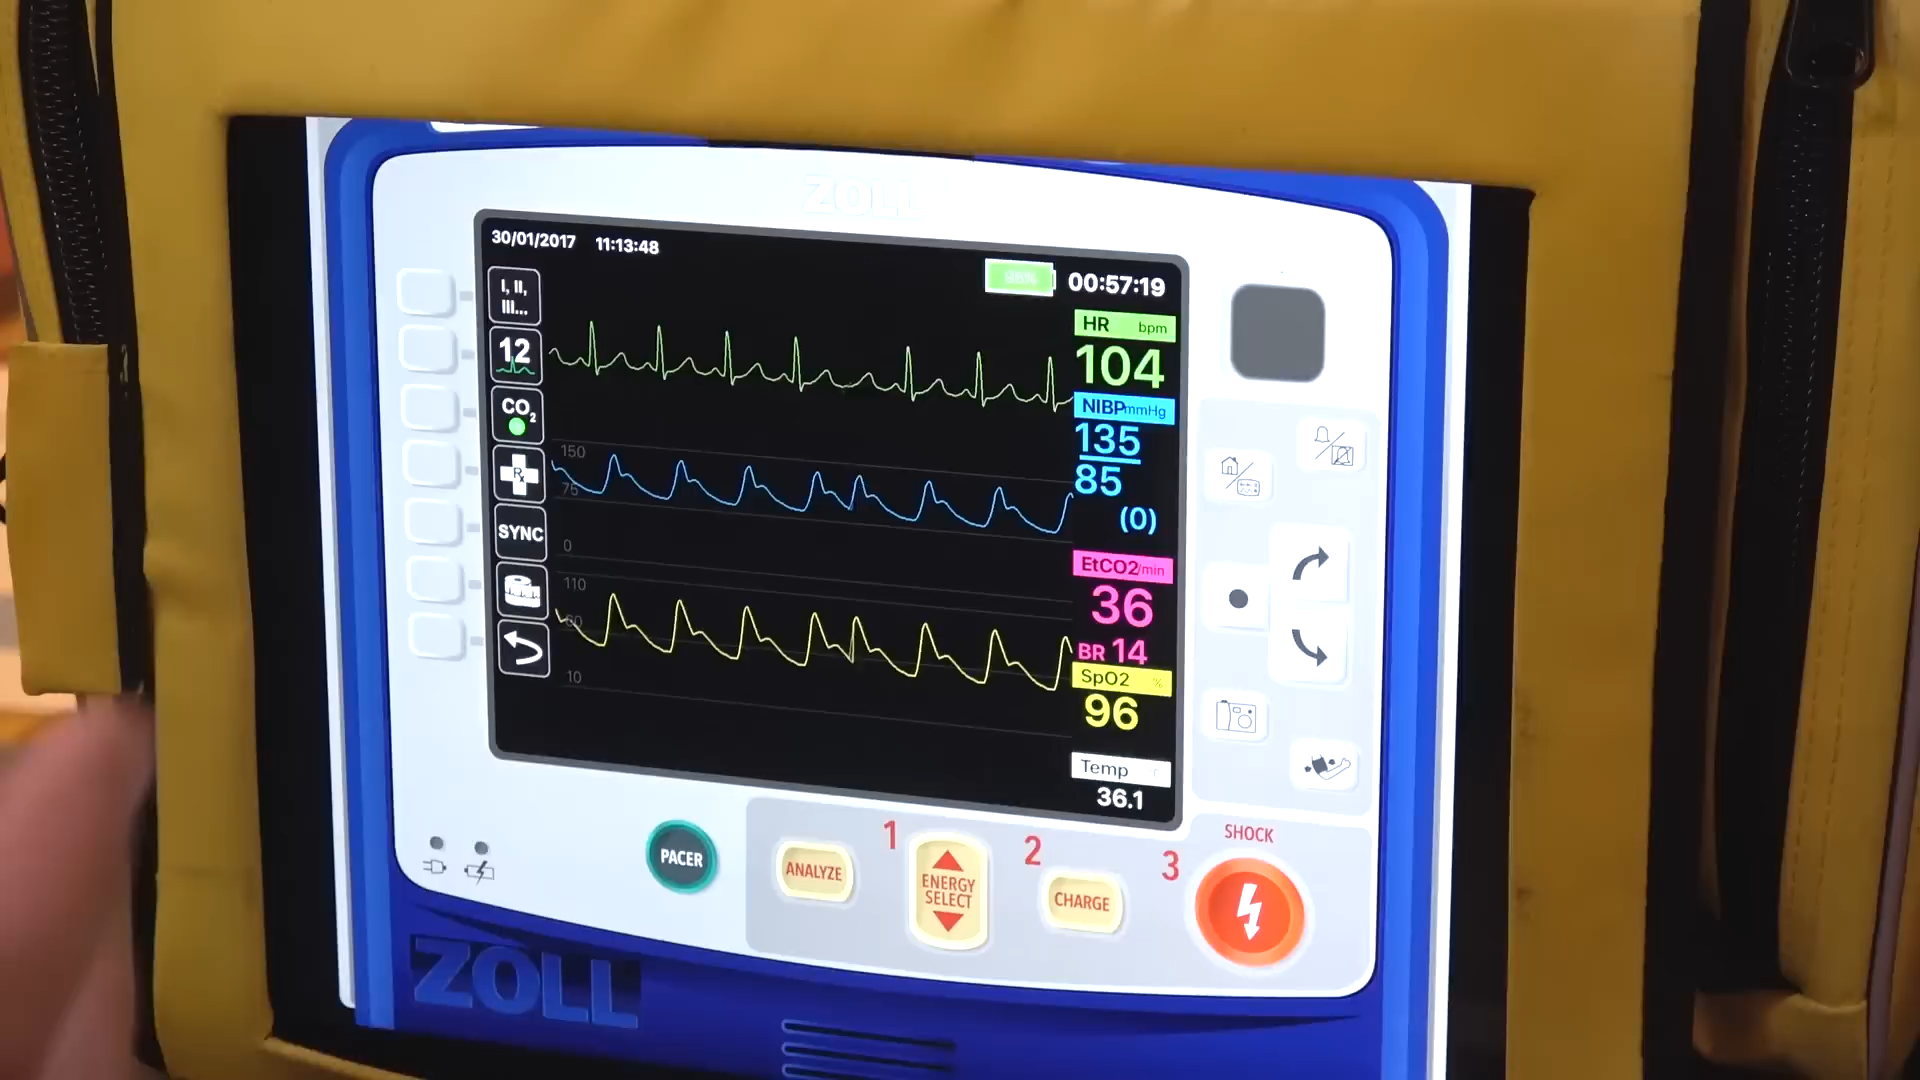 ZOLL
30/01/2017 11:13:48
00:57:19
I, II,
III...
12
CO2
Rx
SYNC
HR bpm
104
NIBP mmHg
135
85
(0)
EtCO2/min
36
BR 14
SpO2 %
96
Temp
36.1
150
75
0
110
10
PACER
ANALYZE
1
ENERGY
SELECT
2
CHARGE
3
SHOCK
ZOLL